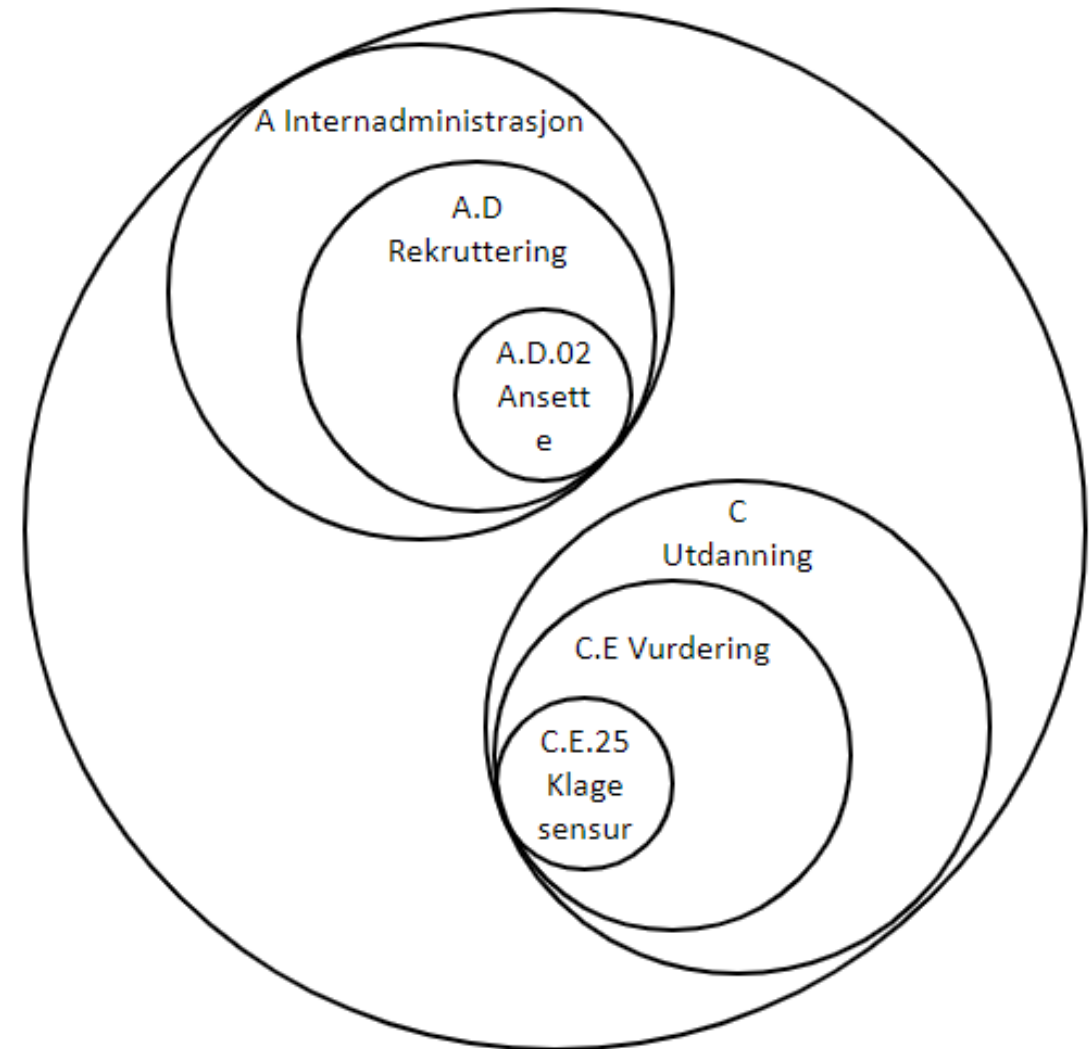 A Internadministrasjon
A.D
Rekruttering
A.D.02
Ansett
e
C
Utdanning
C.E Vurdering
C.E.25
Klage
sensur